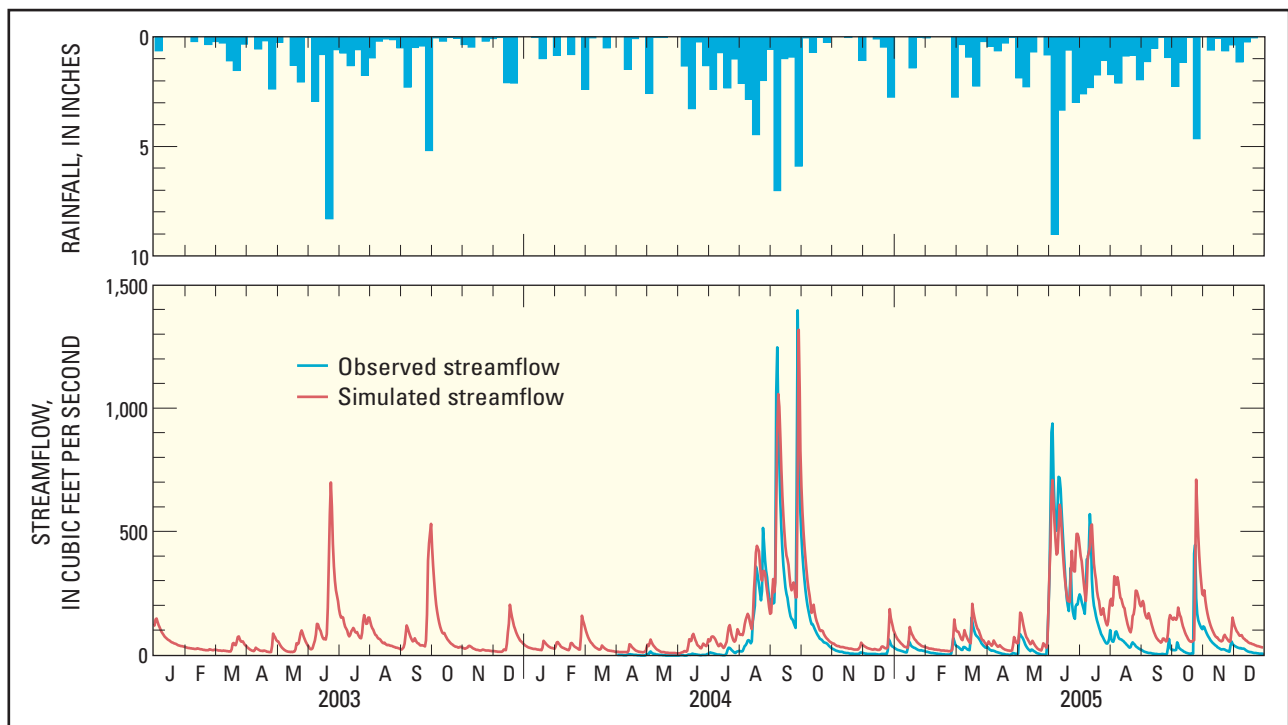 RAINFALL, IN INCHES
0
5
10
STREAMFLOW,
IN CUBIC FEET PER SECOND
1,500
1,000
500
0
Observed streamflow
Simulated streamflow
J F M A M J J A S O N D J F M A M J J A S O N D J F M A M J J A S O N D
2003 2004 2005